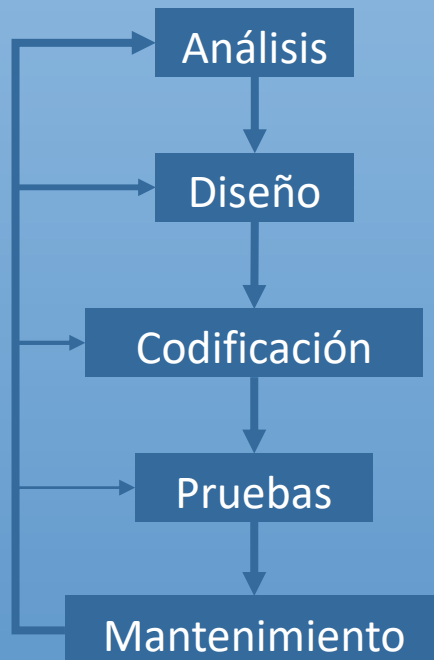 Análisis
Diseño
Codificación
Pruebas
Mantenimiento